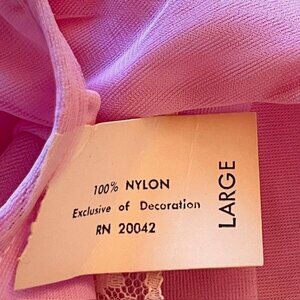 100% NYLON
Exclusive of Decoration
RN 20042
LARGE